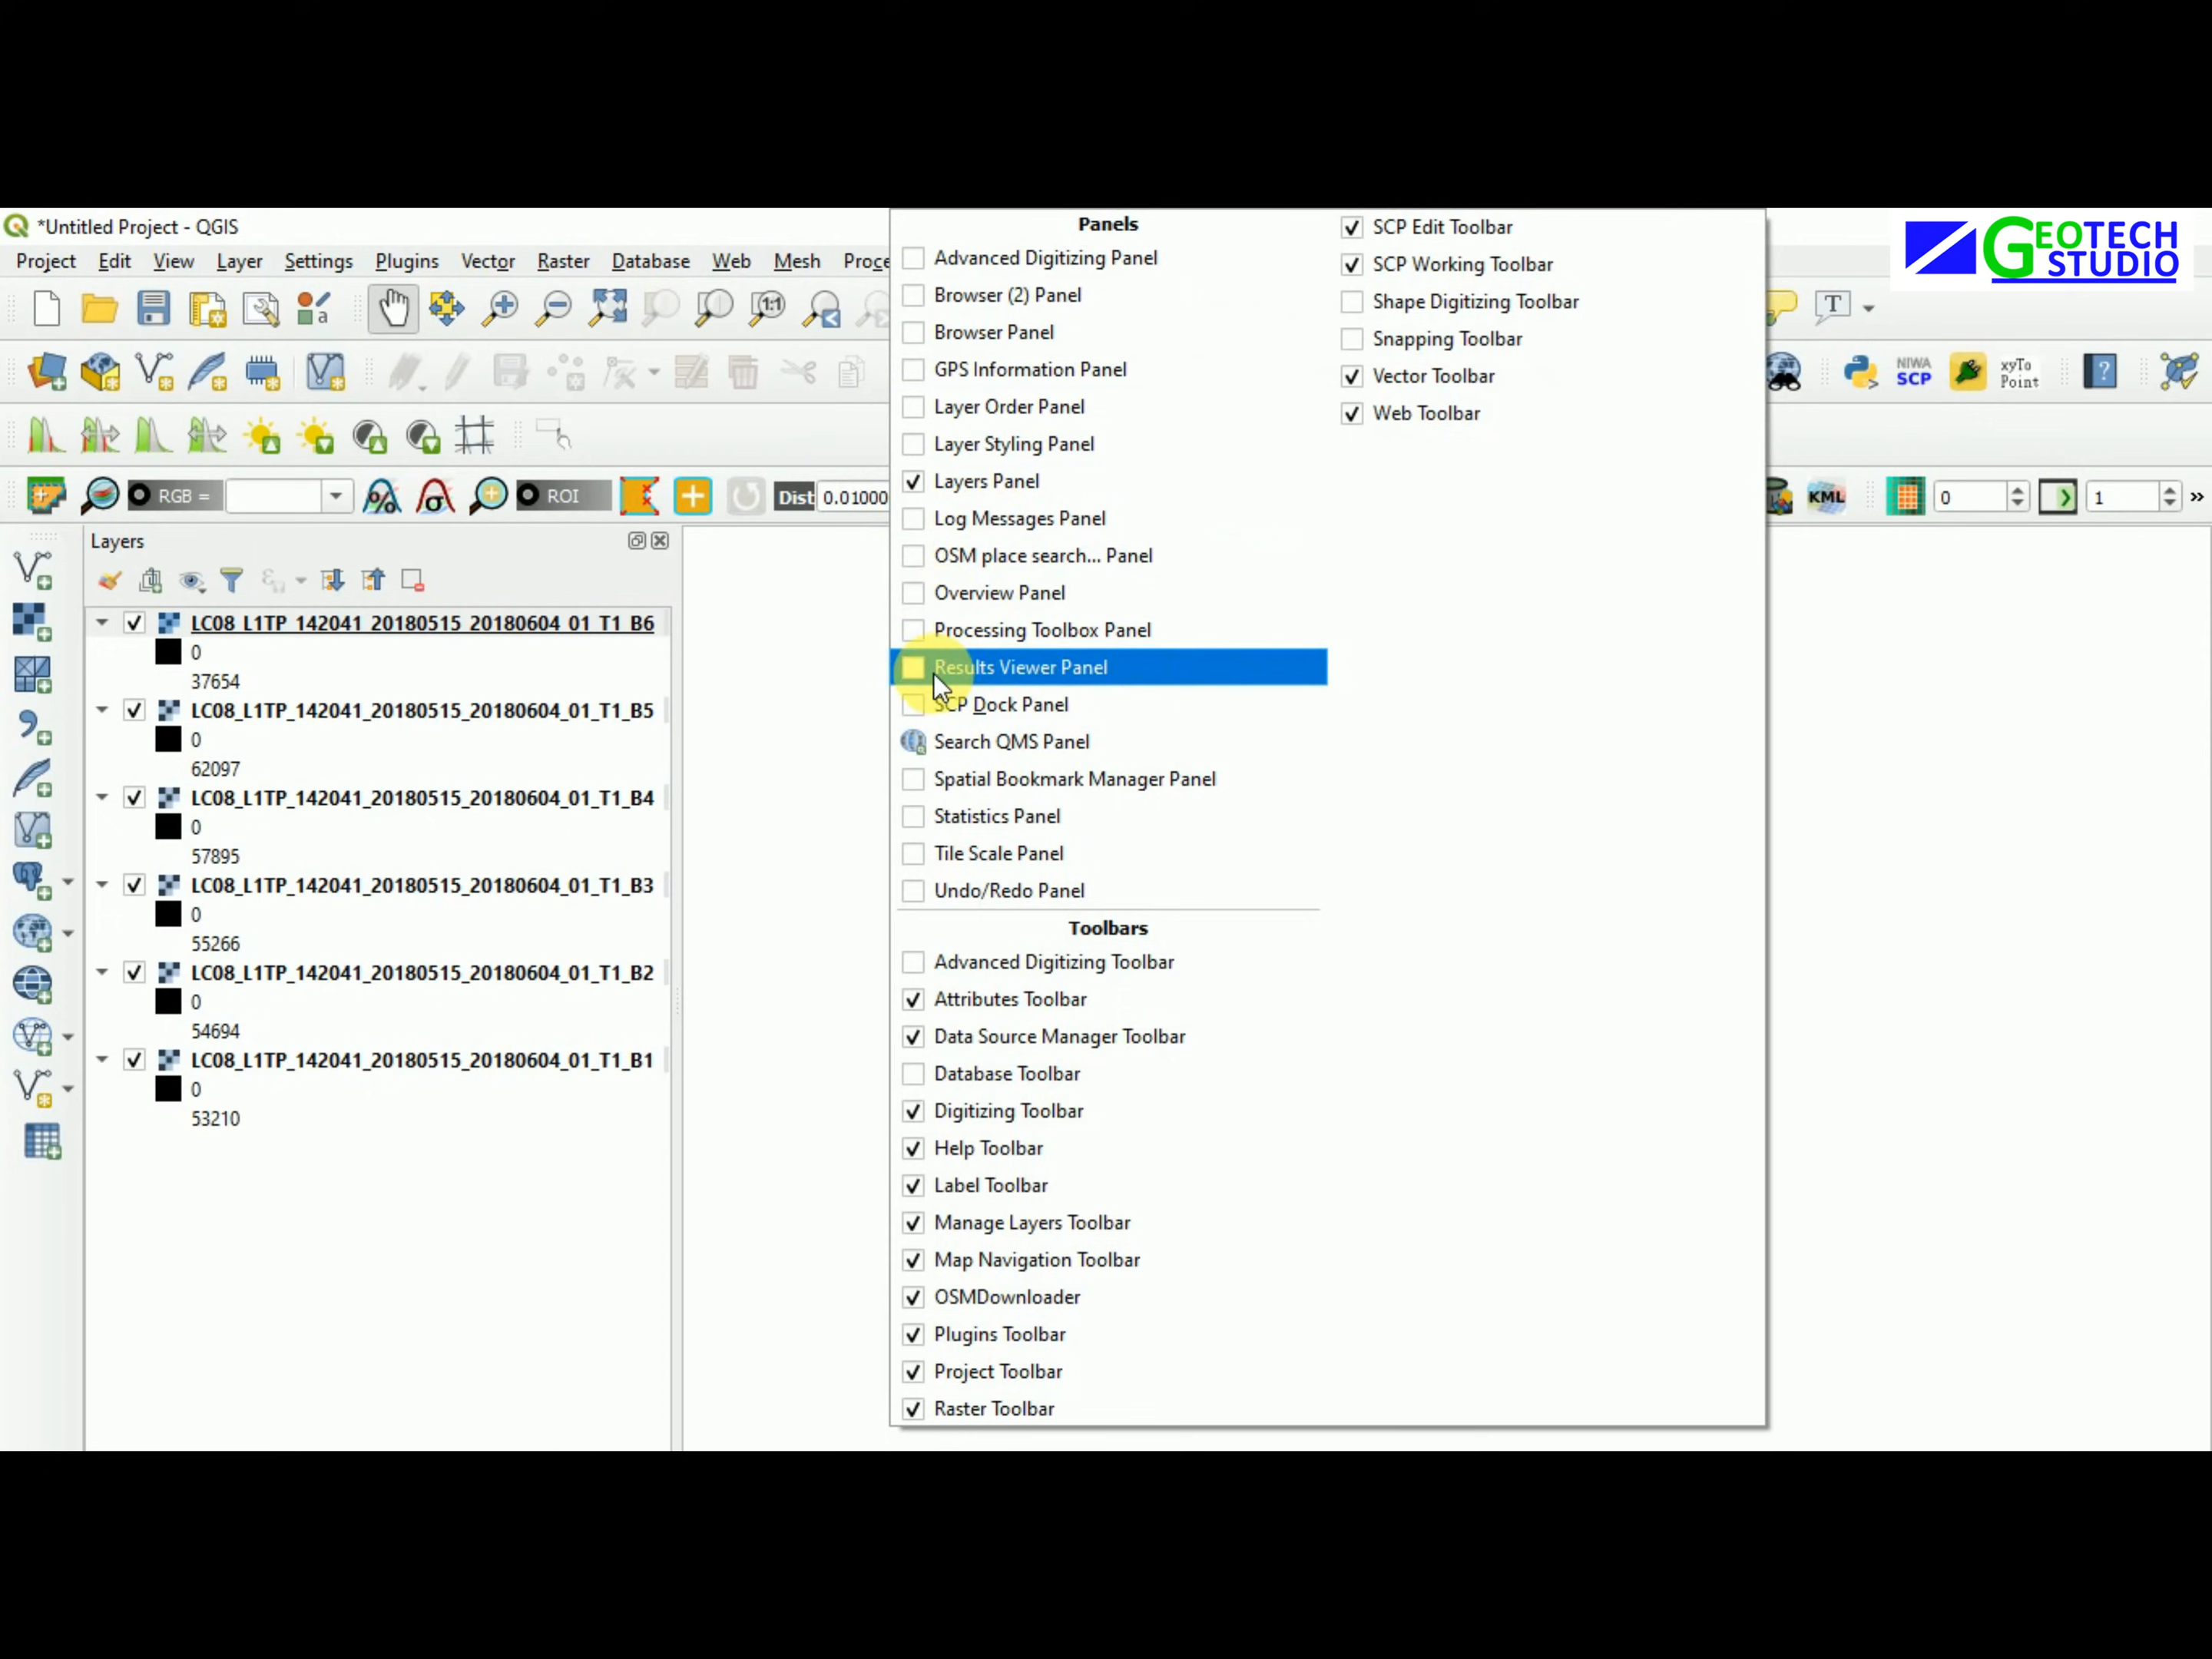 *Untitled Project - QGIS
GEOTECH
STUDIO
Project Edit View Layer Settings Plugins Vector Raster Database Web Mesh Proce
a
1:1
T
NIWA
SCP
xyTo
Point
?
RGB =
% σ
ROI
Dist 0.01000
KML
0
1
»
Layers
LC08_L1TP_142041_20180515_20180604_01_T1_B6
0
37654
LC08_L1TP_142041_20180515_20180604_01_T1_B5
0
62097
LC08_L1TP_142041_20180515_20180604_01_T1_B4
0
57895
LC08_L1TP_142041_20180515_20180604_01_T1_B3
0
55266
LC08_L1TP_142041_20180515_20180604_01_T1_B2
0
54694
LC08_L1TP_142041_20180515_20180604_01_T1_B1
0
53210
Panels
Advanced Digitizing Panel
Browser (2) Panel
Browser Panel
GPS Information Panel
Layer Order Panel
Layer Styling Panel
Layers Panel
Log Messages Panel
OSM place search... Panel
Overview Panel
Processing Toolbox Panel
Results Viewer Panel
SCP Dock Panel
Search QMS Panel
Spatial Bookmark Manager Panel
Statistics Panel
Tile Scale Panel
Undo/Redo Panel
Toolbars
Advanced Digitizing Toolbar
Attributes Toolbar
Data Source Manager Toolbar
Database Toolbar
Digitizing Toolbar
Help Toolbar
Label Toolbar
Manage Layers Toolbar
Map Navigation Toolbar
OSMDownloader
Plugins Toolbar
Project Toolbar
Raster Toolbar
SCP Edit Toolbar
SCP Working Toolbar
Shape Digitizing Toolbar
Snapping Toolbar
Vector Toolbar
Web Toolbar